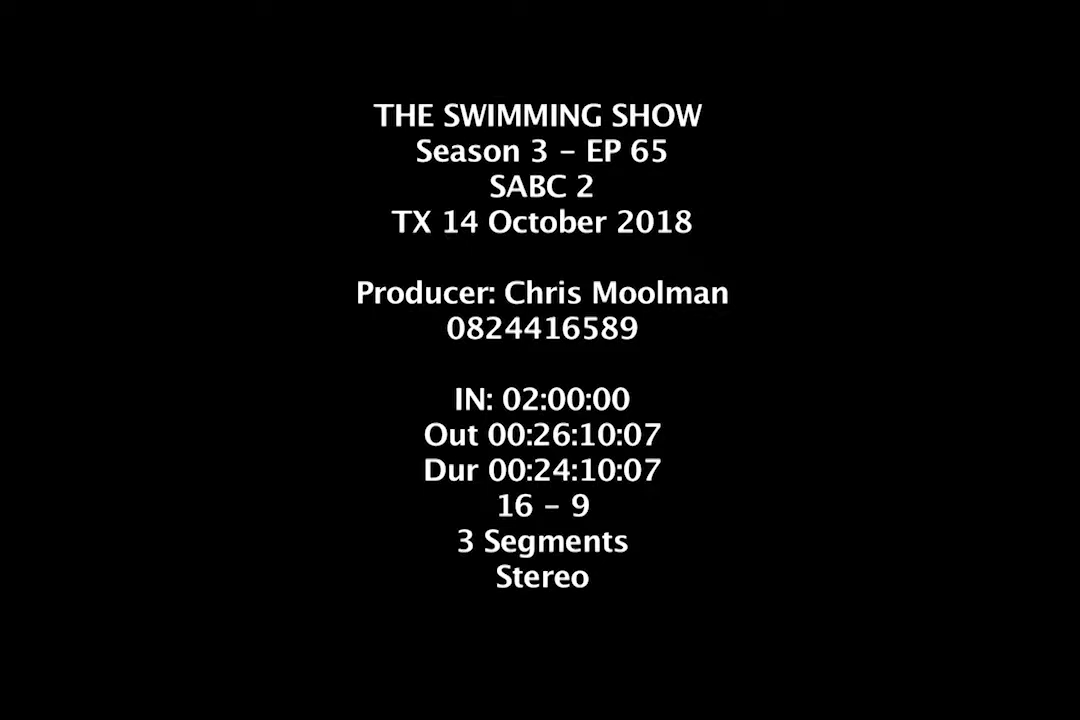 THE SWIMMING SHOW
Season 3 – EP 65
SABC 2
TX 14 October 2018
Producer: Chris Moolman
0824416589
IN: 02:00:00
Out 00:26:10:07
Dur 00:24:10:07
16 – 9
3 Segments
Stereo